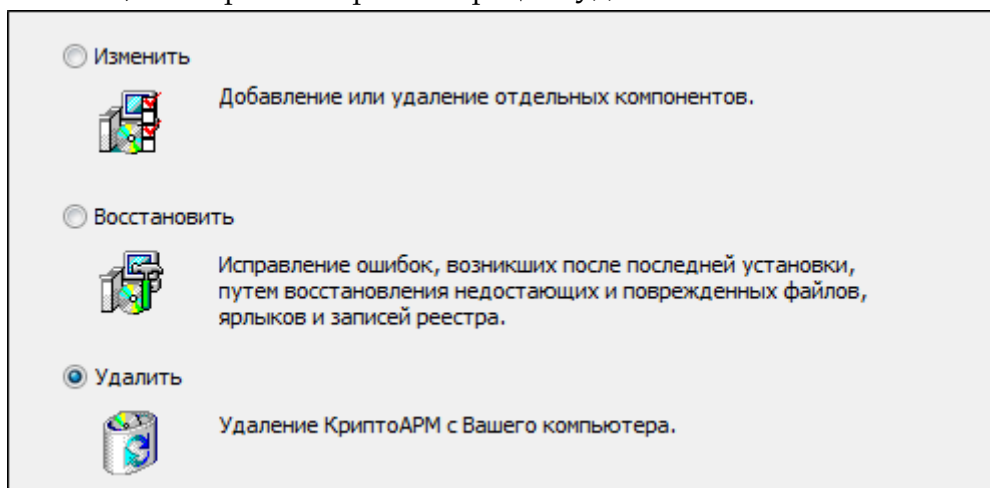 Изменить
Добавление или удаление отдельных компонентов.
Восстановить
Исправление ошибок, возникших после последней установки,
путем восстановления недостающих и поврежденных файлов,
ярлыков и записей реестра.
Удалить
Удаление КриптоАРМ с Вашего компьютера.